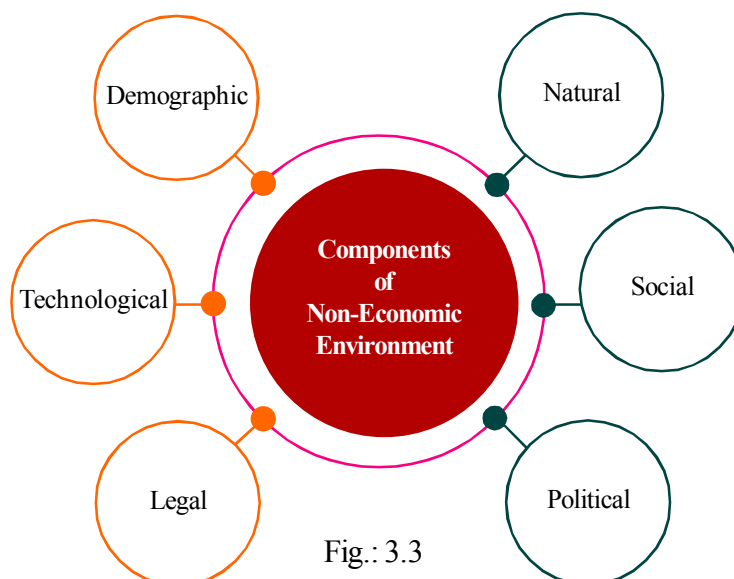 Demographic
Natural
Components
of
Non-Economic
Environment
Technological
Social
Legal
Political
Fig.: 3.3